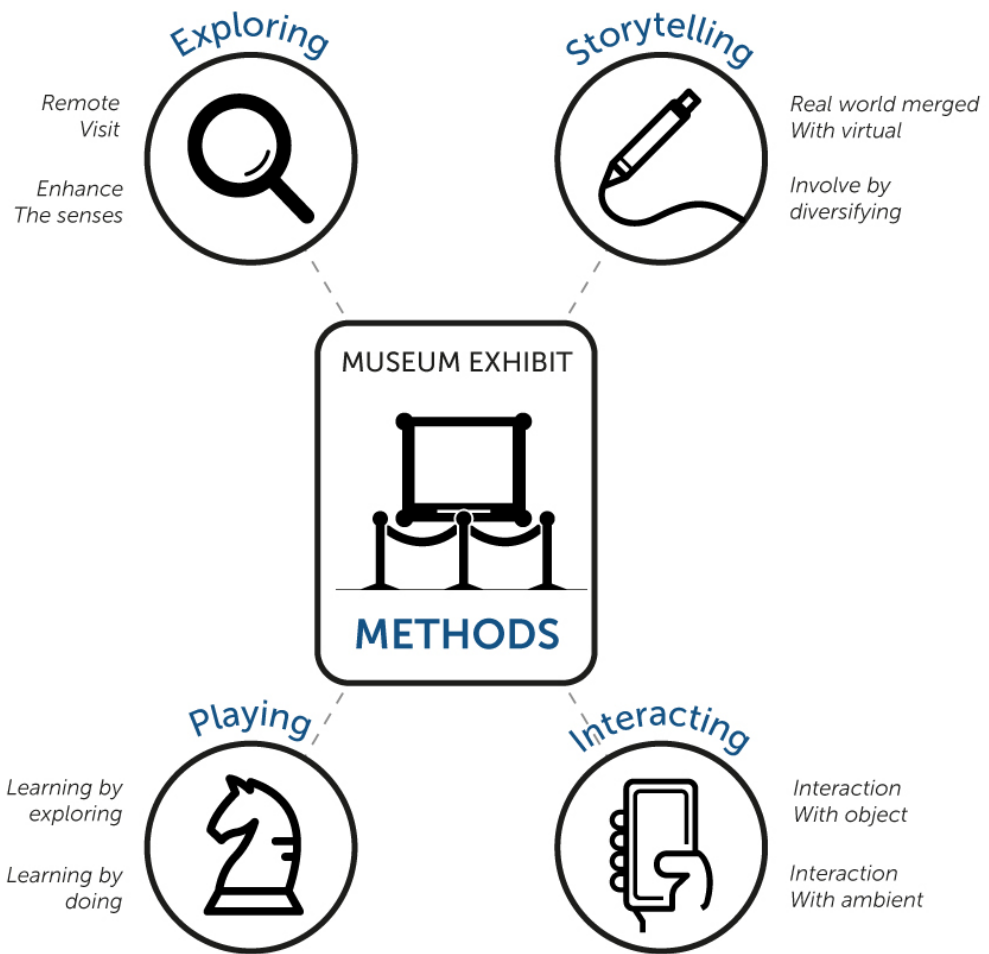 Exploring
Remote
Visit
Enhance
The senses
Storytelling
Real world merged
With virtual
Involve by
diversifying
MUSEUM EXHIBIT
METHODS
Playing
Learning by
exploring
Learning by
doing
Interacting
Interaction
With object
Interaction
With ambient